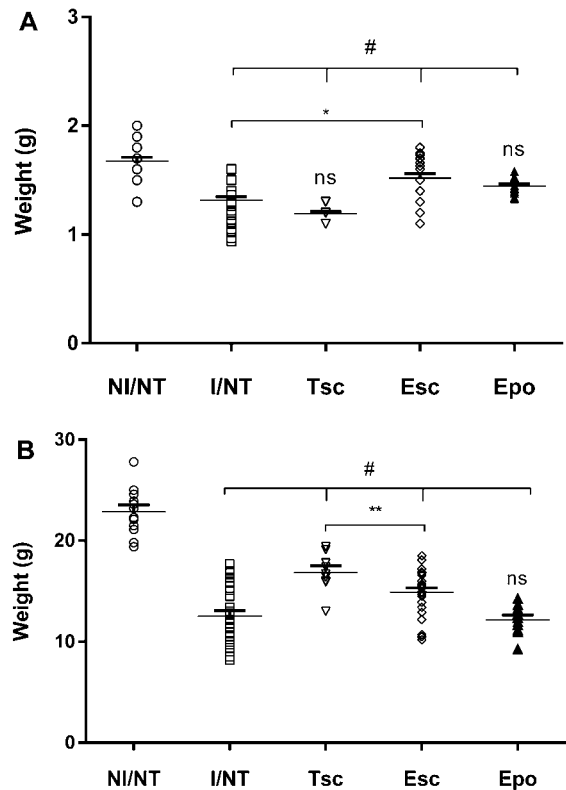 A
3
#
*
2
ns
ns
1
0
Weight (g)
NI/NT I/NT Tsc Esc Epo
B
30
#
**
20
ns
10
0
Weight (g)
NI/NT I/NT Tsc Esc Epo